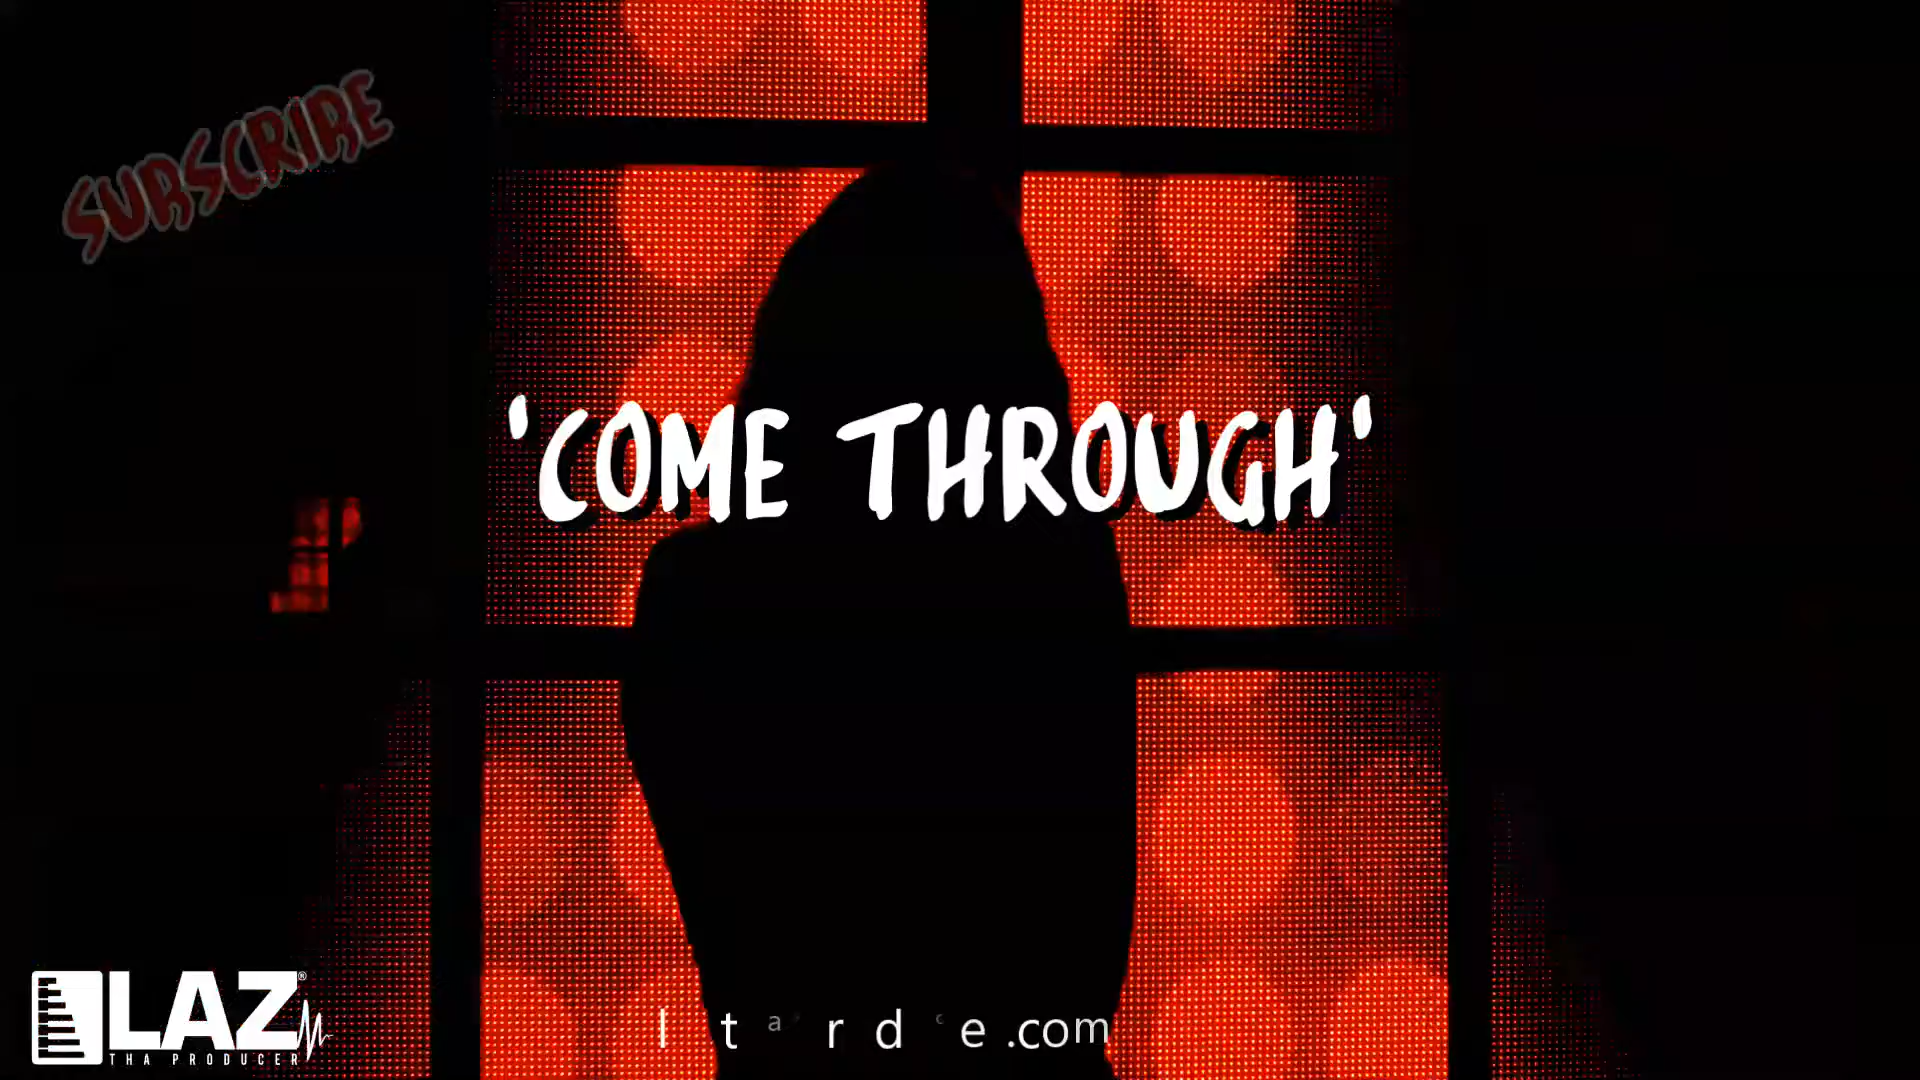 SUBSCRIBE
'COME THROUGH'
LAZ®
THA PRODUCER
.com